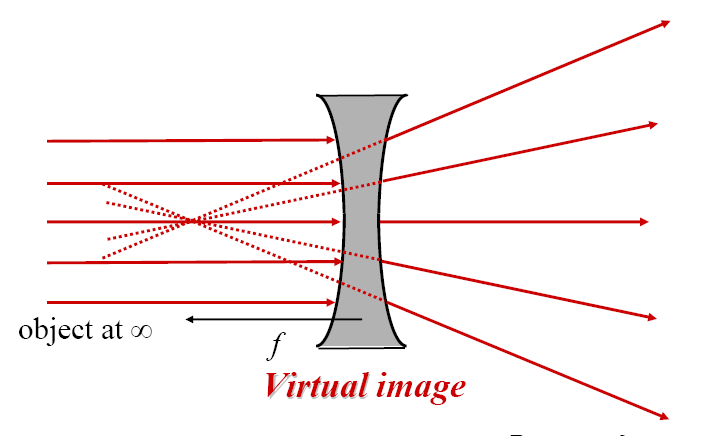 object at ∞
f
Virtual image